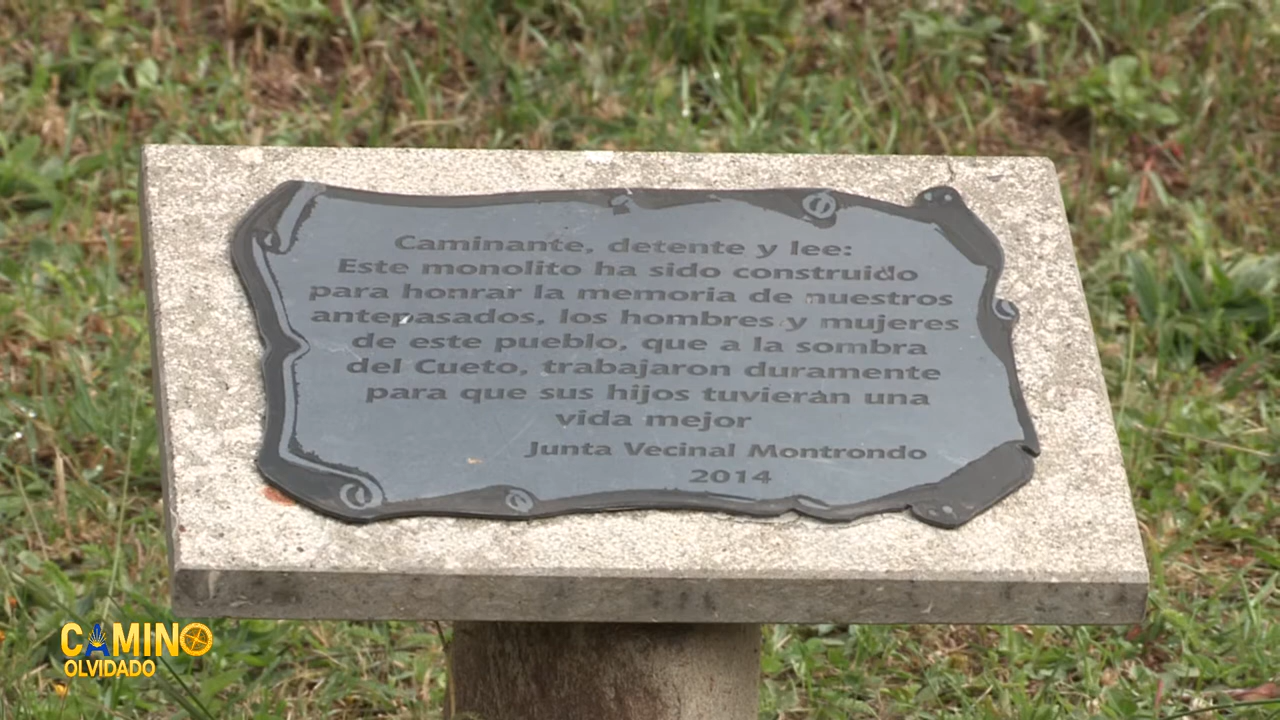 Caminante, detente y lee:
Este monolito ha sido construido
para honrar la memoria de nuestros
antepasados, los hombres y mujeres
de este pueblo, que a la sombra
del Cueto, trabajaron duramente
para que sus hijos tuvieran una
vida mejor
Junta Vecinal Montrondo
2014
CAMINO
OLVIDADO